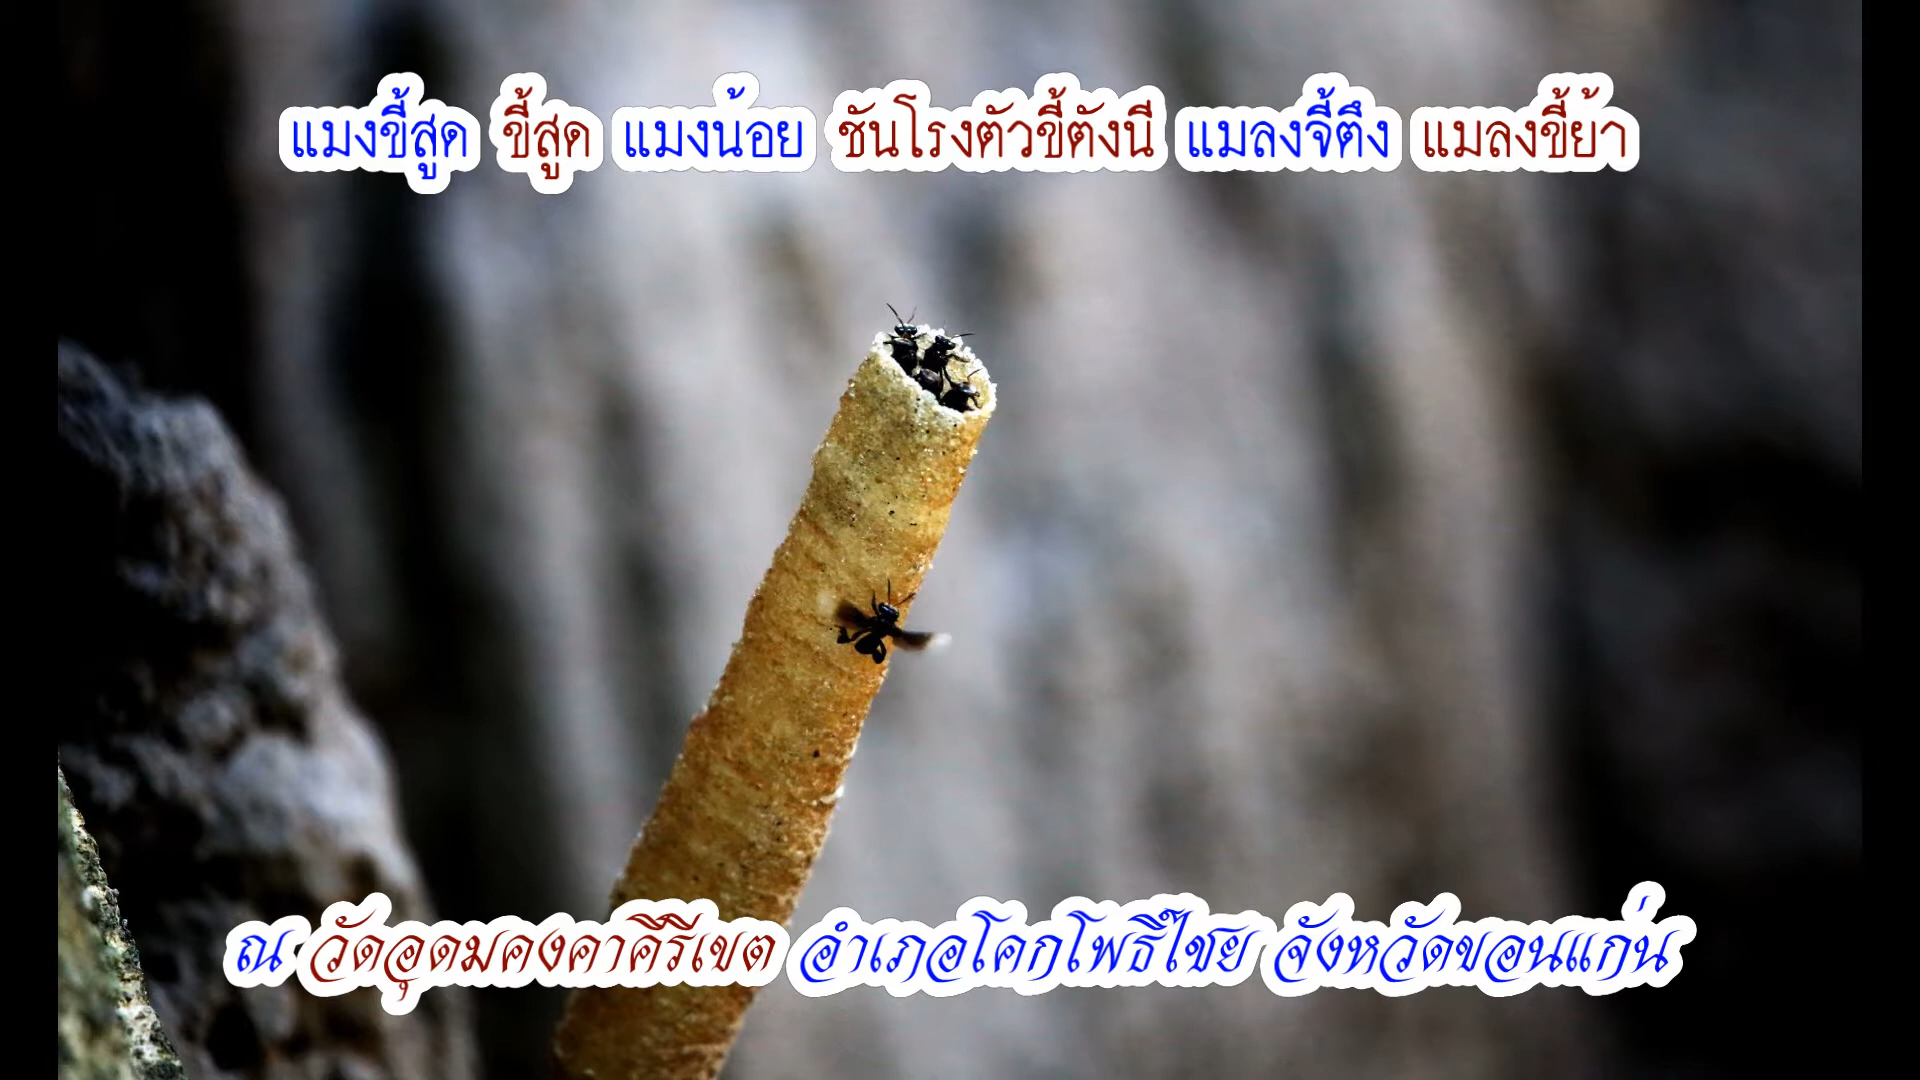 แมงขี้สูด ขี้สูด แมงน้อย ชันโรงตัวขี้ตังนี แมลงจี้ตึง แมลงขี้ย้า
ณ วัดอุดมคงคาคีรีเขต อำเภอโคกโพธิ์ไชย จังหวัดขอนแก่น